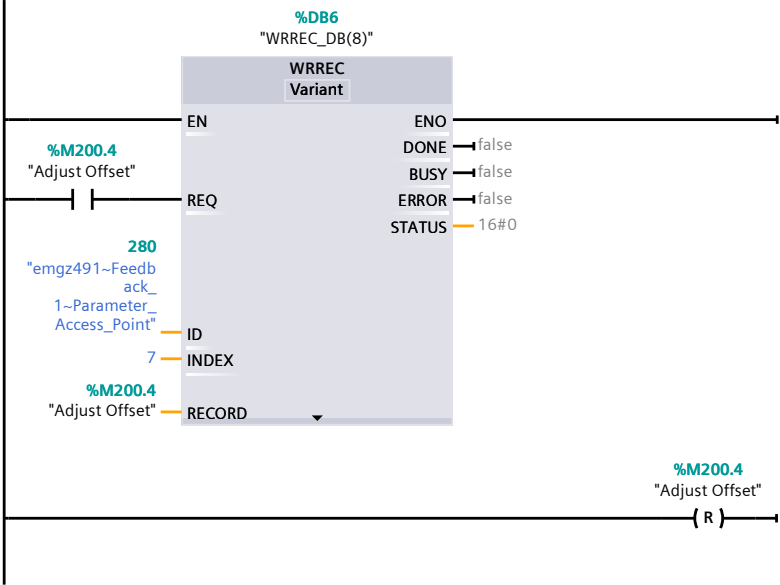 %DB6
"WRREC_DB(8)"
WRREC
Variant
EN
ENO
DONE
false
BUSY
false
%M200.4
"Adjust Offset"
REQ
ERROR
false
STATUS
16#0
280
"emgz491~Feedb
ack_
1~Parameter_
Access_Point"
ID
7
INDEX
%M200.4
"Adjust Offset"
RECORD
%M200.4
"Adjust Offset"
R